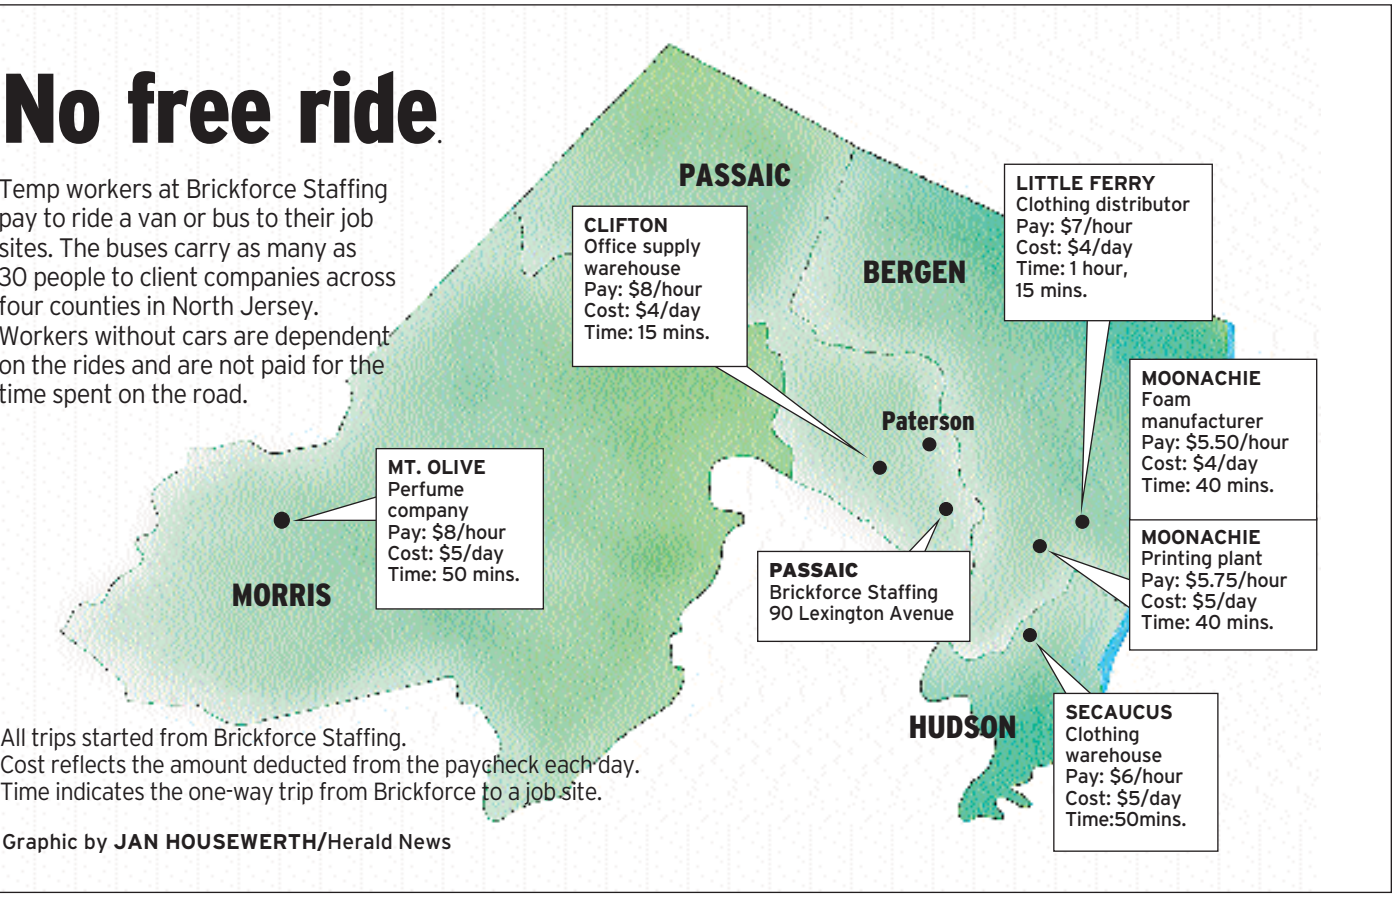 No free ride.
Temp workers at Brickforce Staffing
pay to ride a van or bus to their job
sites. The buses carry as many as
30 people to client companies across
four counties in North Jersey.
Workers without cars are dependent
on the rides and are not paid for the
time spent on the road.
PASSAIC
BERGEN
CLIFTON
Office supply
warehouse
Pay: $8/hour
Cost: $4/day
Time: 15 mins.
LITTLE FERRY
Clothing distributor
Pay: $7/hour
Cost: $4/day
Time: 1 hour,
15 mins.
MOONACHIE
Foam
manufacturer
Pay: $5.50/hour
Cost: $4/day
Time: 40 mins.
MOONACHIE
Printing plant
Pay: $5.75/hour
Cost: $5/day
Time: 40 mins.
Paterson
MT. OLIVE
Perfume
company
Pay: $8/hour
Cost: $5/day
Time: 50 mins.
MORRIS
PASSAIC
Brickforce Staffing
90 Lexington Avenue
HUDSON
SECAUCUS
Clothing
warehouse
Pay: $6/hour
Cost: $5/day
Time:50mins.
All trips started from Brickforce Staffing.
Cost reflects the amount deducted from the paycheck each day.
Time indicates the one-way trip from Brickforce to a job site.
Graphic by JAN HOUSEWERTH/Herald News